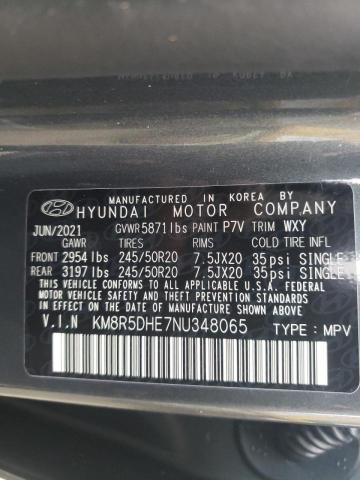 MANUFACTURED IN KOREA BY
HYUNDAI MOTOR COMPANY
JUN/2021 GVWR 5871 lbs PAINT P7V TRIM WXY
GAWR TIRES RIMS COLD TIRE INFL
FRONT 2954 lbs 245/50R20 7.5JX20 35psi SINGLE
REAR 3197 lbs 245/50R20 7.5JX20 35psi SINGLE
THIS VEHICLE CONFORMS TO ALL APPLICABLE U.S.A. FEDERAL
MOTOR VEHICLE SAFETY AND THEFT PREVENTION STANDARDS
IN EFFECT ON THE DATE OF MANUFACTURE SHOWN ABOVE.
V.I.N KM8R5DHE7NU348065 TYPE : MPV